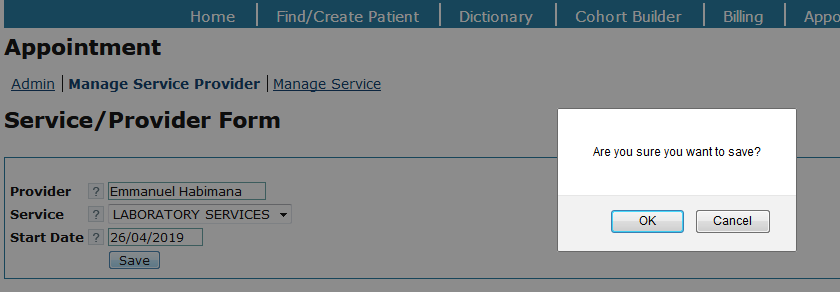 Home Find/Create Patient Dictionary Cohort Builder Billing Appo
Appointment
Admin Manage Service Provider Manage Service
Service/Provider Form
Are you sure you want to save?
OK Cancel
Provider ? Emmanuel Habimana
Service ? LABORATORY SERVICES
Start Date ? 26/04/2019
Save